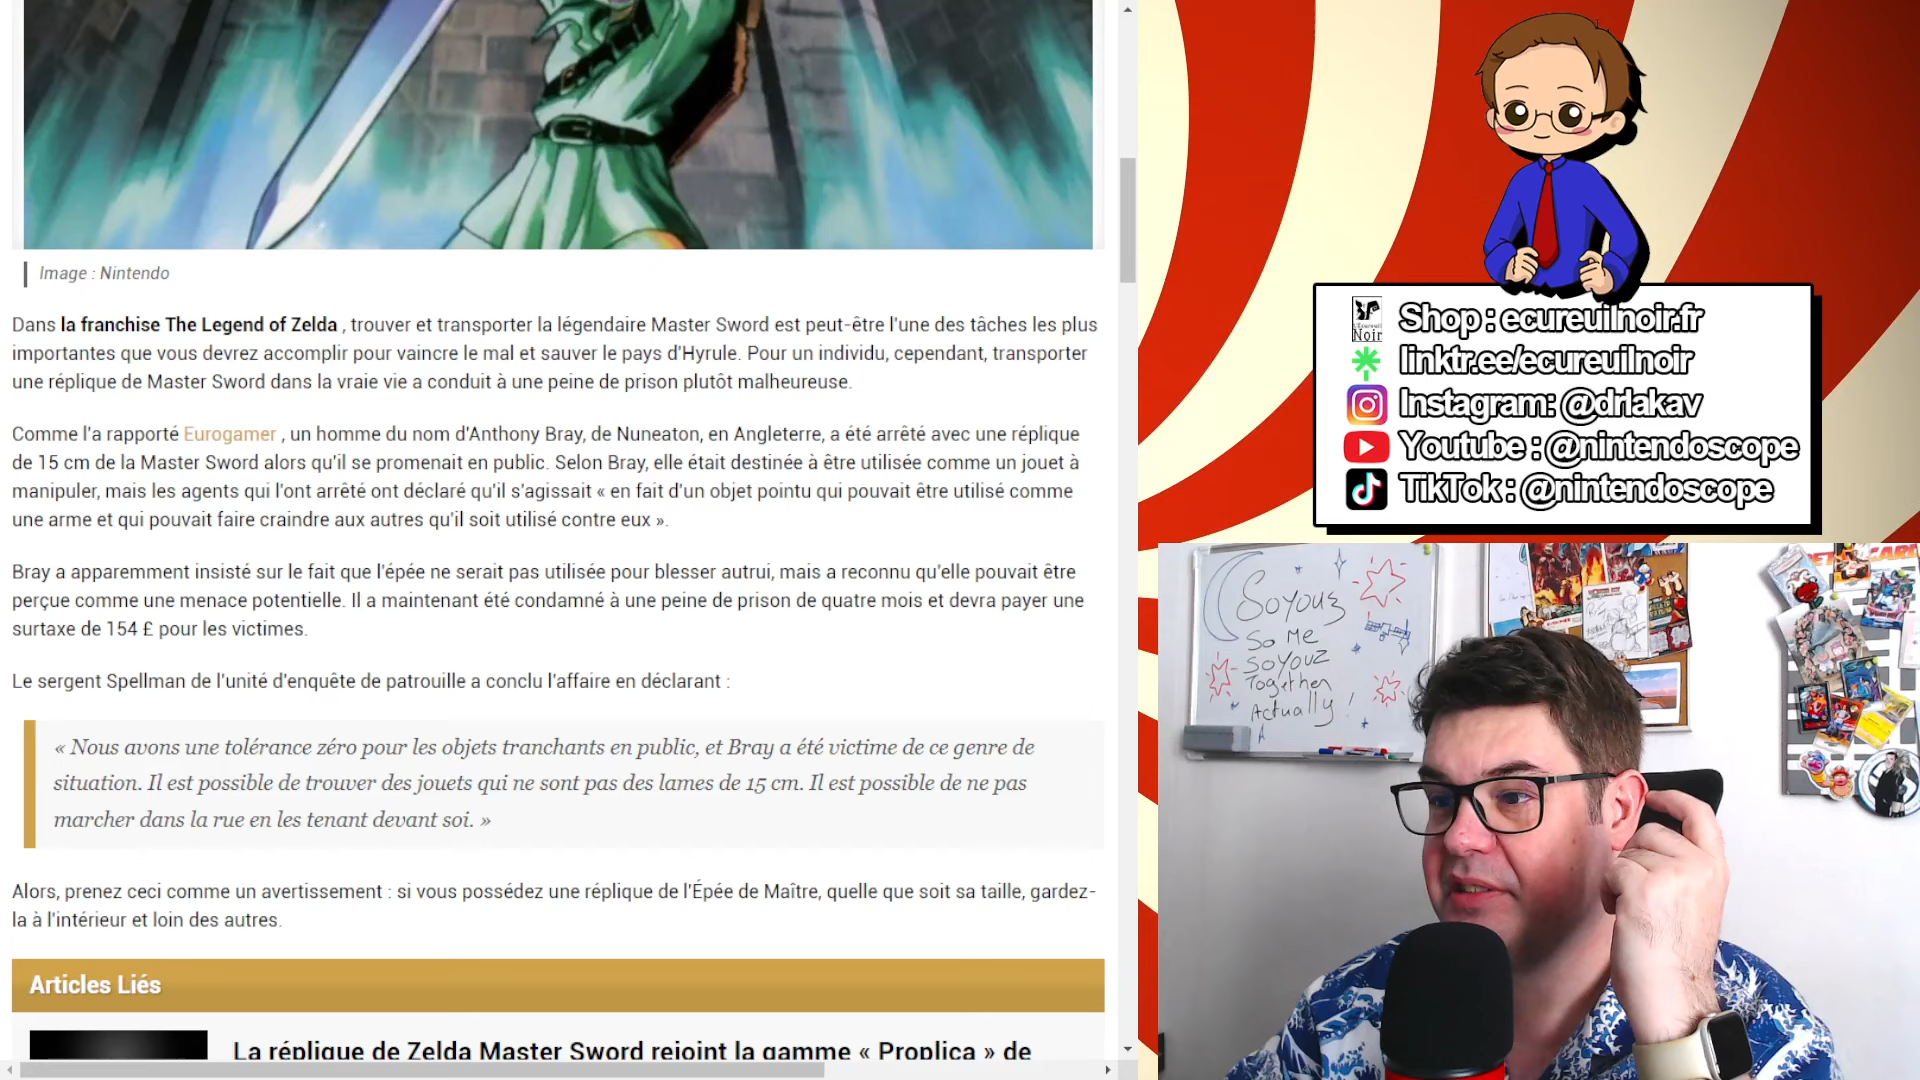 Image : Nintendo
Dans la franchise The Legend of Zelda , trouver et transporter la légendaire Master Sword est peut-être l'une des tâches les plus
importantes que vous devrez accomplir pour vaincre le mal et sauver le pays d'Hyrule. Pour un individu, cependant, transporter
une réplique de Master Sword dans la vraie vie a conduit à une peine de prison plutôt malheureuse.
Comme l'a rapporté Eurogamer , un homme du nom d'Anthony Bray, de Nuneaton, en Angleterre, a été arrêté avec une réplique
de 15 cm de la Master Sword alors qu'il se promenait en public. Selon Bray, elle était destinée à être utilisée comme un jouet à
manipuler, mais les agents qui l'ont arrêté ont déclaré qu'il s'agissait « en fait d'un objet pointu qui pouvait être utilisé comme
une arme et qui pouvait faire craindre aux autres qu'il soit utilisé contre eux ».
Bray a apparemment insisté sur le fait que l'épée ne serait pas utilisée pour blesser autrui, mais a reconnu qu'elle pouvait être
perçue comme une menace potentielle. Il a maintenant été condamné à une peine de prison de quatre mois et devra payer une
surtaxe de 154 £ pour les victimes.
Le sergent Spellman de l'unité d'enquête de patrouille a conclu l'affaire en déclarant :
« Nous avons une tolérance zéro pour les objets tranchants en public, et Bray a été victime de ce genre de
situation. Il est possible de trouver des jouets qui ne sont pas des lames de 15 cm. Il est possible de ne pas
marcher dans la rue en les tenant devant soi. »
Alors, prenez ceci comme un avertissement : si vous possédez une réplique de l'Épée de Maître, quelle que soit sa taille, gardez-
la à l'intérieur et loin des autres.
Articles Liés
La réplique de Zelda Master Sword rejoint la gamme « Proplica » de
Noir
Shop : ecureuilnoir.fr
linktr.ee/ecureuilnoir
Instagram: @drlakav
Youtube : @nintendoscope
TikTok : @nintendoscope
Soyouz
So Me
SOYOUZ
Together
Actually !